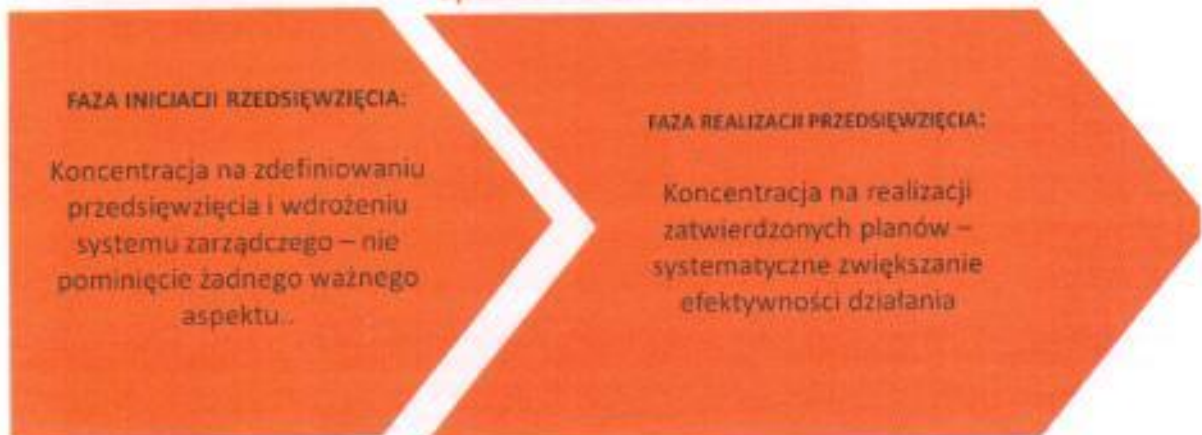 FAZA INICJACJI RZEDSIĘWZIĘCIA:
Koncentracja na zdefiniowaniu
przedsięwzięcia i wdrożeniu
systemu zarządczego – nie
pominięcie żadnego ważnego
aspektu..
FAZA REALIZACJI PRZEDSIĘWZIĘCIA:
Koncentracja na realizacji
zatwierdzonych planów –
systematyczne zwiększanie
efektywności działania